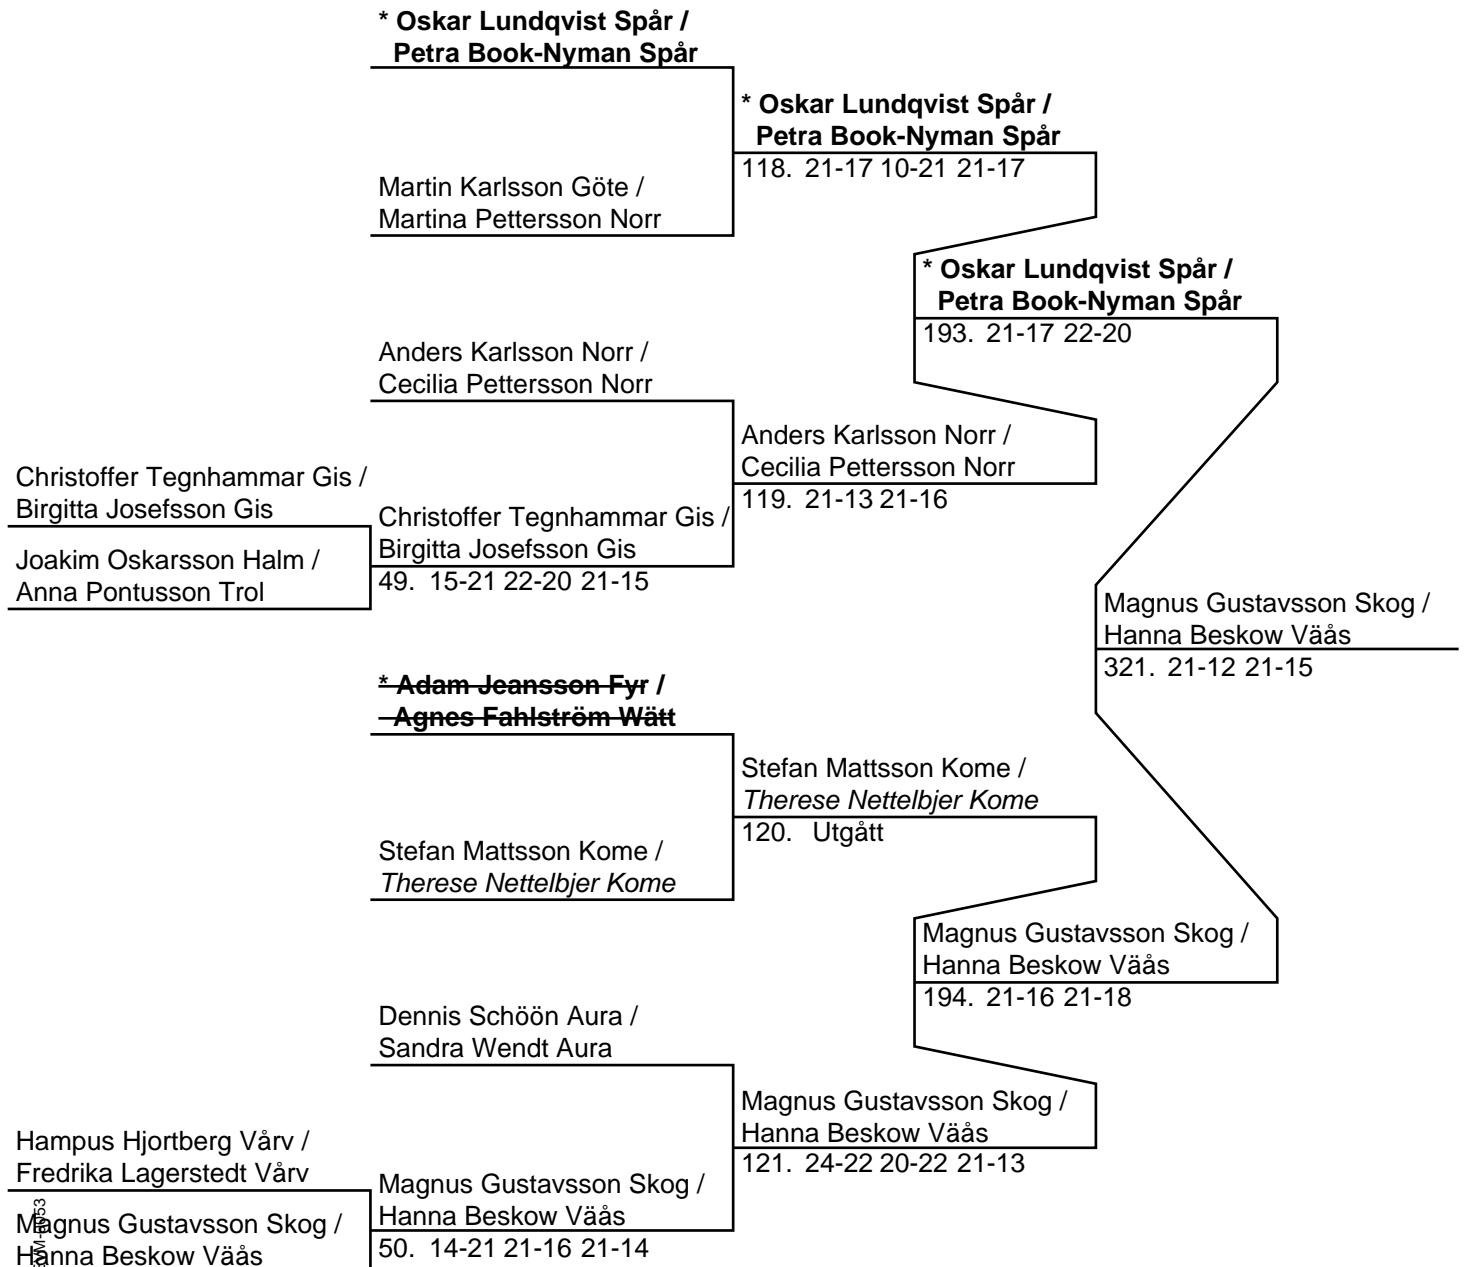 * Oskar Lundqvist Spår /
Petra Book-Nyman Spår
* Oskar Lundqvist Spår /
Petra Book-Nyman Spår
118. 21-17 10-21 21-17
Martin Karlsson Göte /
Martina Pettersson Norr
* Oskar Lundqvist Spår /
Petra Book-Nyman Spår
193. 21-17 22-20
Anders Karlsson Norr /
Cecilia Pettersson Norr
Anders Karlsson Norr /
Cecilia Pettersson Norr
119. 21-13 21-16
Christoffer Tegnhammar Gis /
Birgitta Josefsson Gis
Christoffer Tegnhammar Gis /
Birgitta Josefsson Gis
49. 15-21 22-20 21-15
Joakim Oskarsson Halm /
Anna Pontusson Trol
Magnus Gustavsson Skog /
Hanna Beskow Väås
321. 21-12 21-15
* Adam Jeansson Fyr /
Agnes Fahlström Wätt
Stefan Mattsson Kome /
Therese Nettelbjer Kome
120. Utgått
Stefan Mattsson Kome /
Therese Nettelbjer Kome
Magnus Gustavsson Skog /
Hanna Beskow Väås
194. 21-16 21-18
Dennis Schöön Aura /
Sandra Wendt Aura
Magnus Gustavsson Skog /
Hanna Beskow Väås
121. 24-22 20-22 21-13
Hampus Hjortberg Vårv /
Fredrika Lagerstedt Vårv
Magnus Gustavsson Skog /
Hanna Beskow Väås
50. 14-21 21-16 21-14
Magnus Gustavsson Skog /
Hanna Beskow Väås